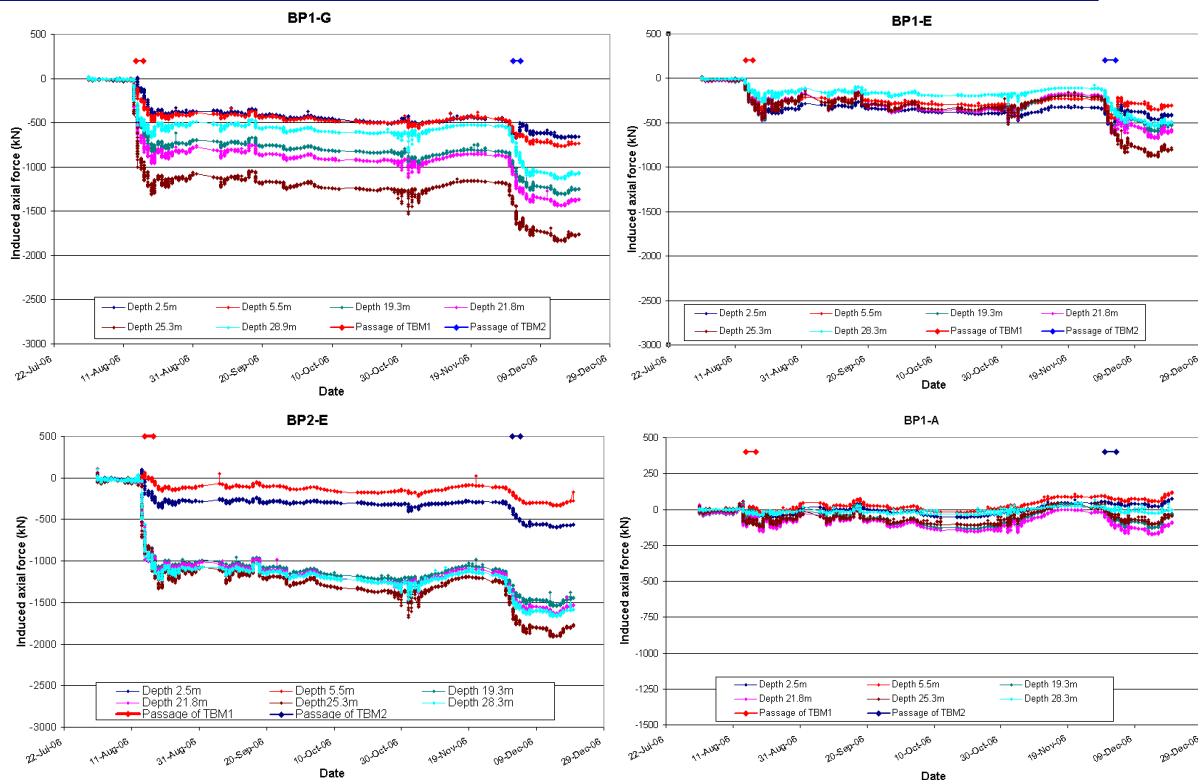 BP1-G
500
0
-500
-1000
-1500
-2000
-2500
-3000
Induced axial force (kN)
Depth 2.5m Depth 5.5m Depth 19.3m Depth 21.8m
Depth 25.3m Depth 28.9m Passage of TBM1 Passage of TBM2
22-Jul-06 11-Aug-06 31-Aug-06 20-Sep-06 10-Oct-06 30-Oct-06 19-Nov-06 09-Dec-06 29-Dec-06
Date
BP1-E
500
0
-500
-1000
-1500
-2000
-2500
-3000
Induced axial force (kN)
Depth 2.5m Depth 5.5m Depth 19.3m Depth 21.8m
Depth 25.3m Depth 28.3m Passage of TBM1 Passage of TBM2
22-Jul-06 11-Aug-06 31-Aug-06 20-Sep-06 10-Oct-06 30-Oct-06 19-Nov-06 09-Dec-06 29-Dec-06
Date
BP2-E
500
0
-500
-1000
-1500
-2000
-2500
-3000
Induced axial force (kN)
Depth 2.5m Depth 5.5m Depth 19.3m
Depth 21.8m Depth25.3m Depth 28.3m
Passage of TBM1 Passage of TBM2
22-Jul-06 11-Aug-06 31-Aug-06 20-Sep-06 10-Oct-06 30-Oct-06 19-Nov-06 09-Dec-06 29-Dec-06
Date
BP1-A
500
250
0
-250
-500
-750
-1000
-1250
-1500
Induced axial force (kN)
Depth 2.5m Depth 5.5m Depth 19.3m
Depth 21.8m Depth 25.3m Depth 28.3m
Passage of TBM1 Passage of TBM2
22-Jul-06 11-Aug-06 31-Aug-06 20-Sep-06 10-Oct-06 30-Oct-06 19-Nov-06 09-Dec-06 29-Dec-06
Date